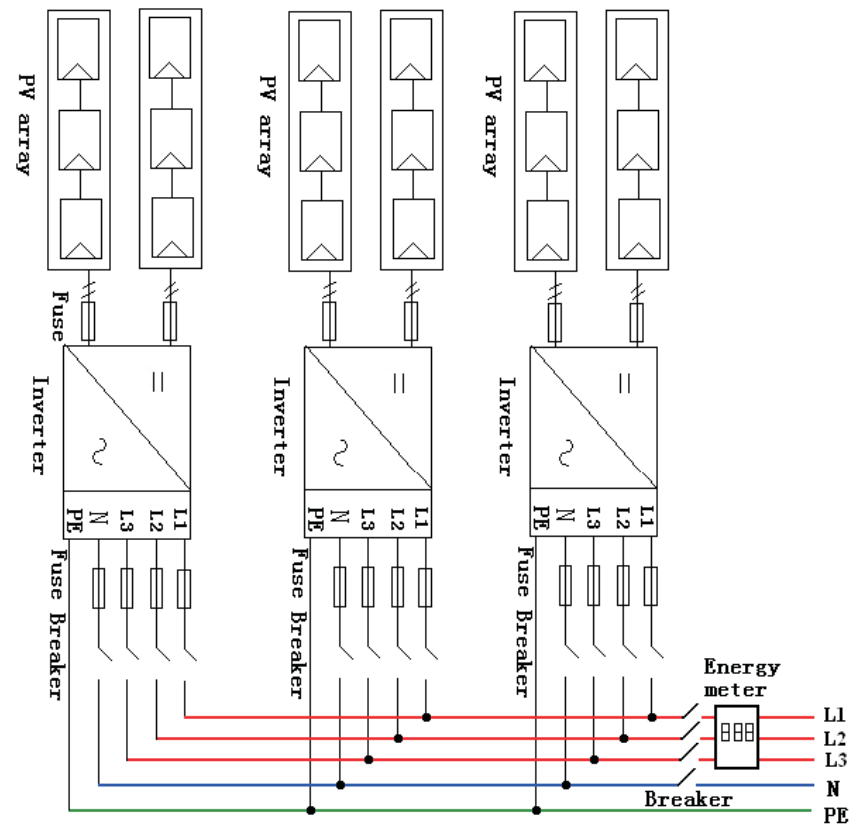 PV array
PV array
PV array
Fuse
Inverter
Inverter
Inverter
PE N L3 L2 L1
PE N L3 L2 L1
PE N L3 L2 L1
Fuse Breaker
Fuse Breaker
Fuse Breaker
Energy
meter
L1
L2
L3
N
Breaker
PE